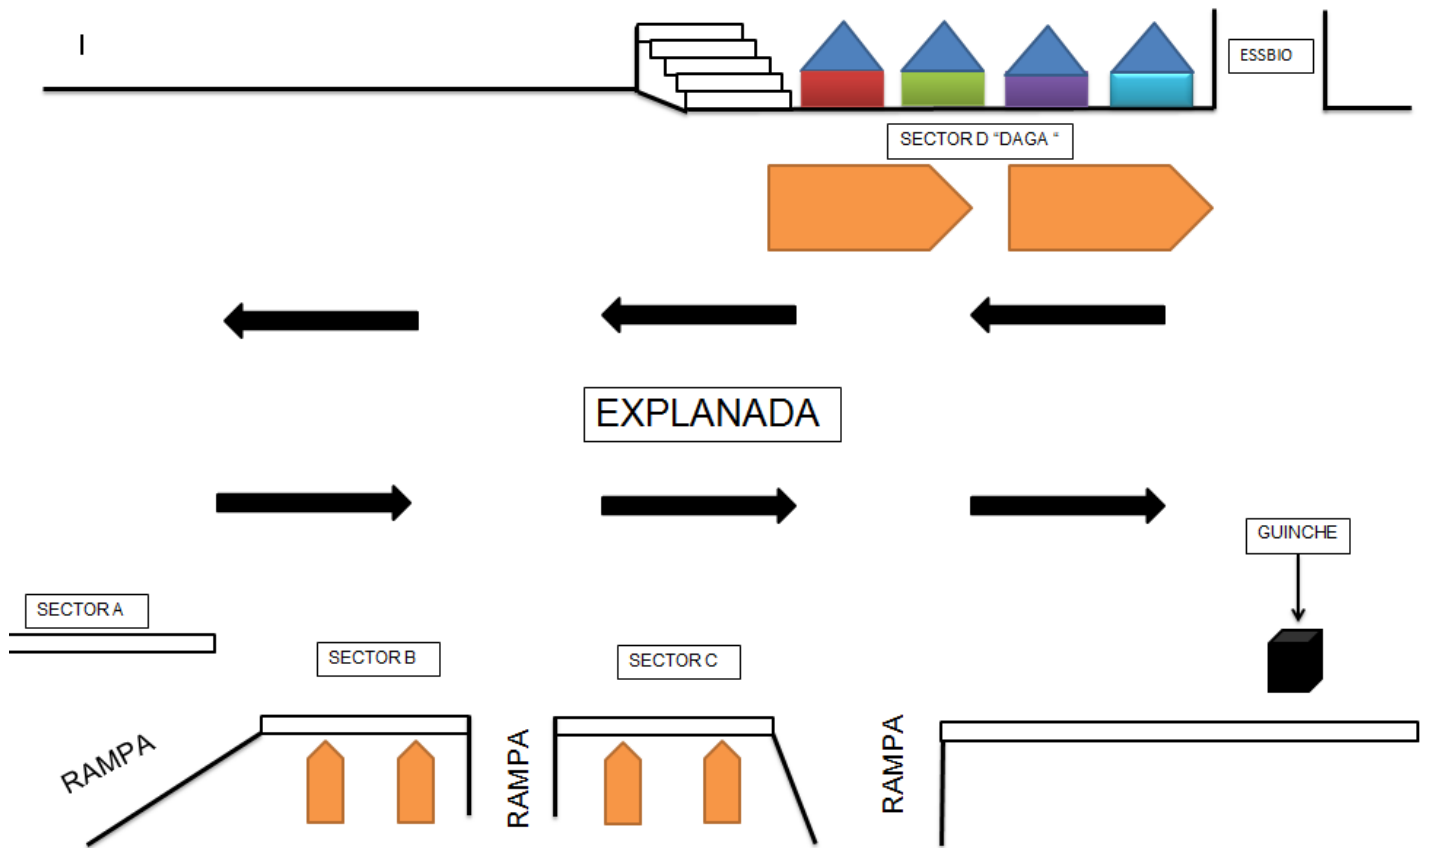 I
ESSBIO
SECTOR D “DAGA “
EXPLANADA
GUINCHE
SECTOR A
SECTOR B
SECTOR C
RAMPA
RAMPA
RAMPA